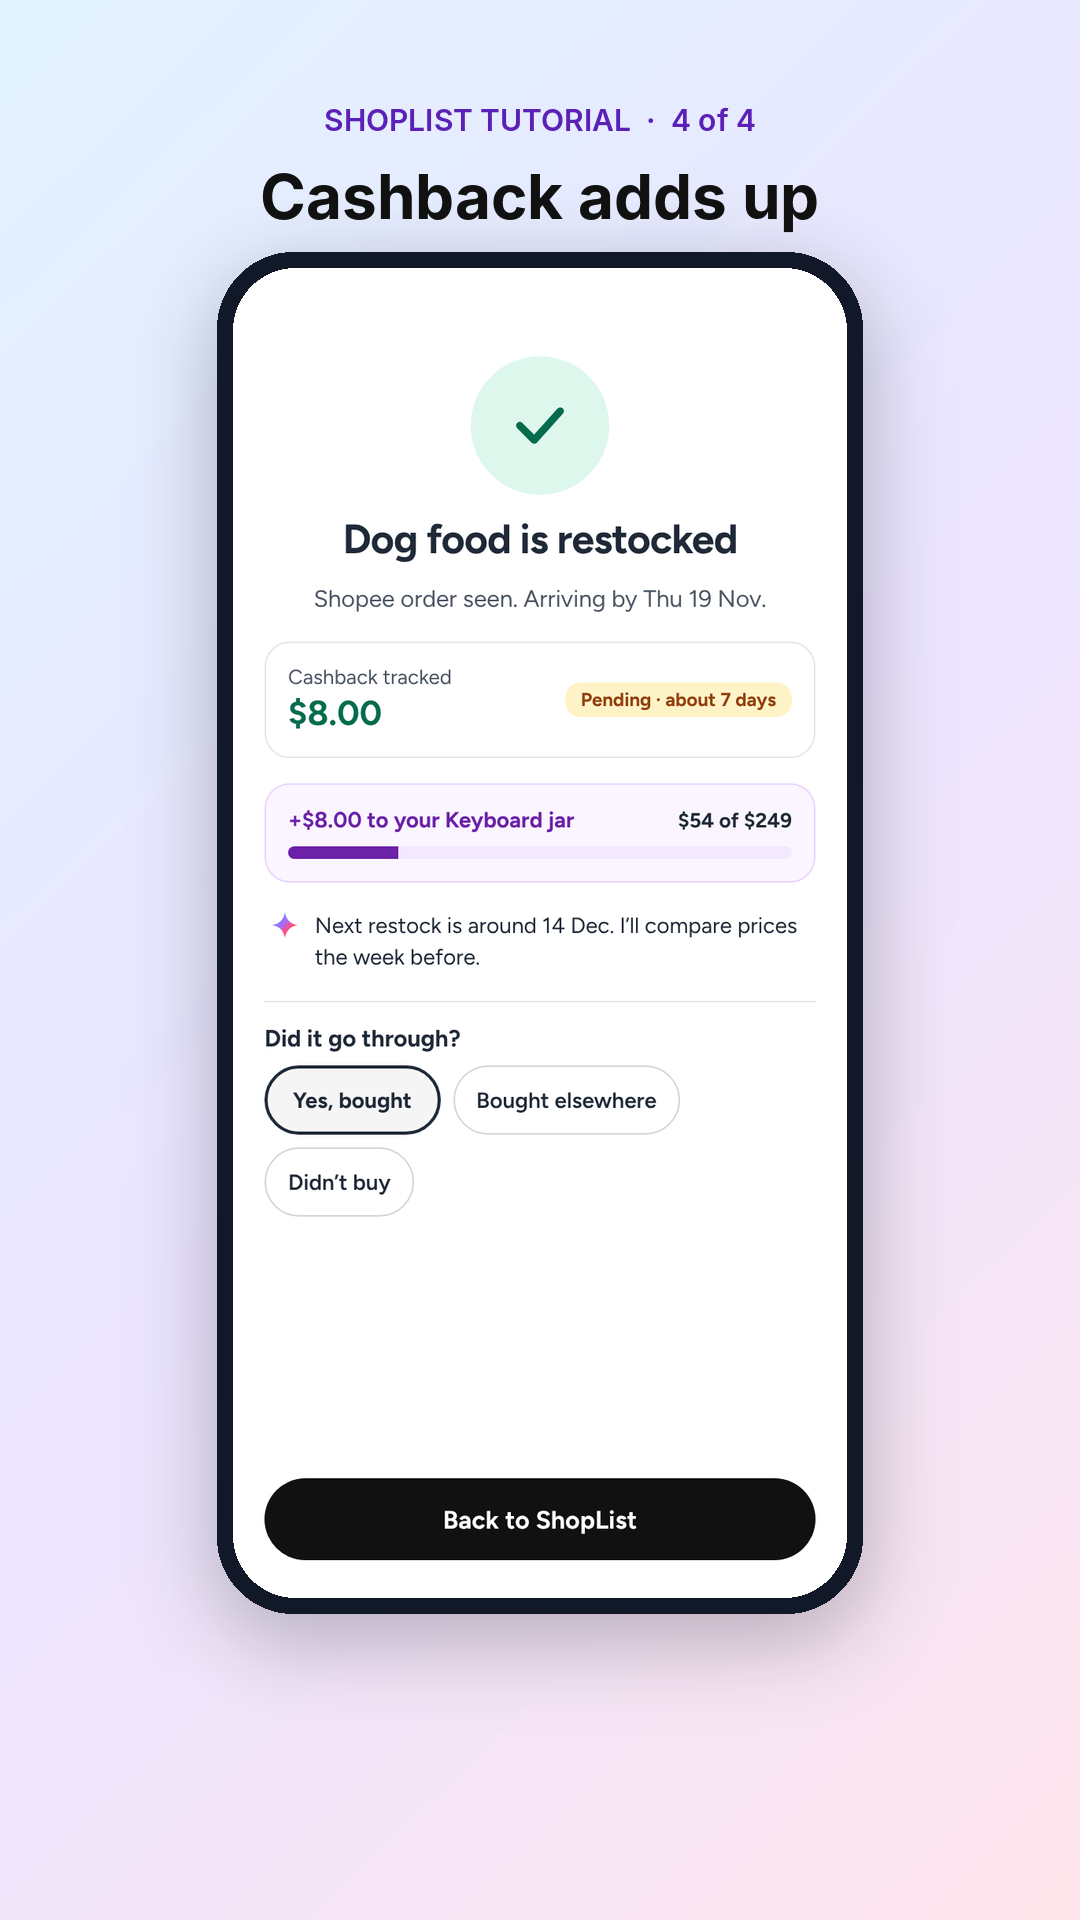 SHOPLIST TUTORIAL · 4 of 4
Cashback adds up
Dog food is restocked
Shopee order seen. Arriving by Thu 19 Nov.
Cashback tracked
$8.00
Pending · about 7 days
+$8.00 to your Keyboard jar
$54 of $249
Next restock is around 14 Dec. I’ll compare prices
the week before.
Did it go through?
Yes, bought
Bought elsewhere
Didn’t buy
Back to ShopList